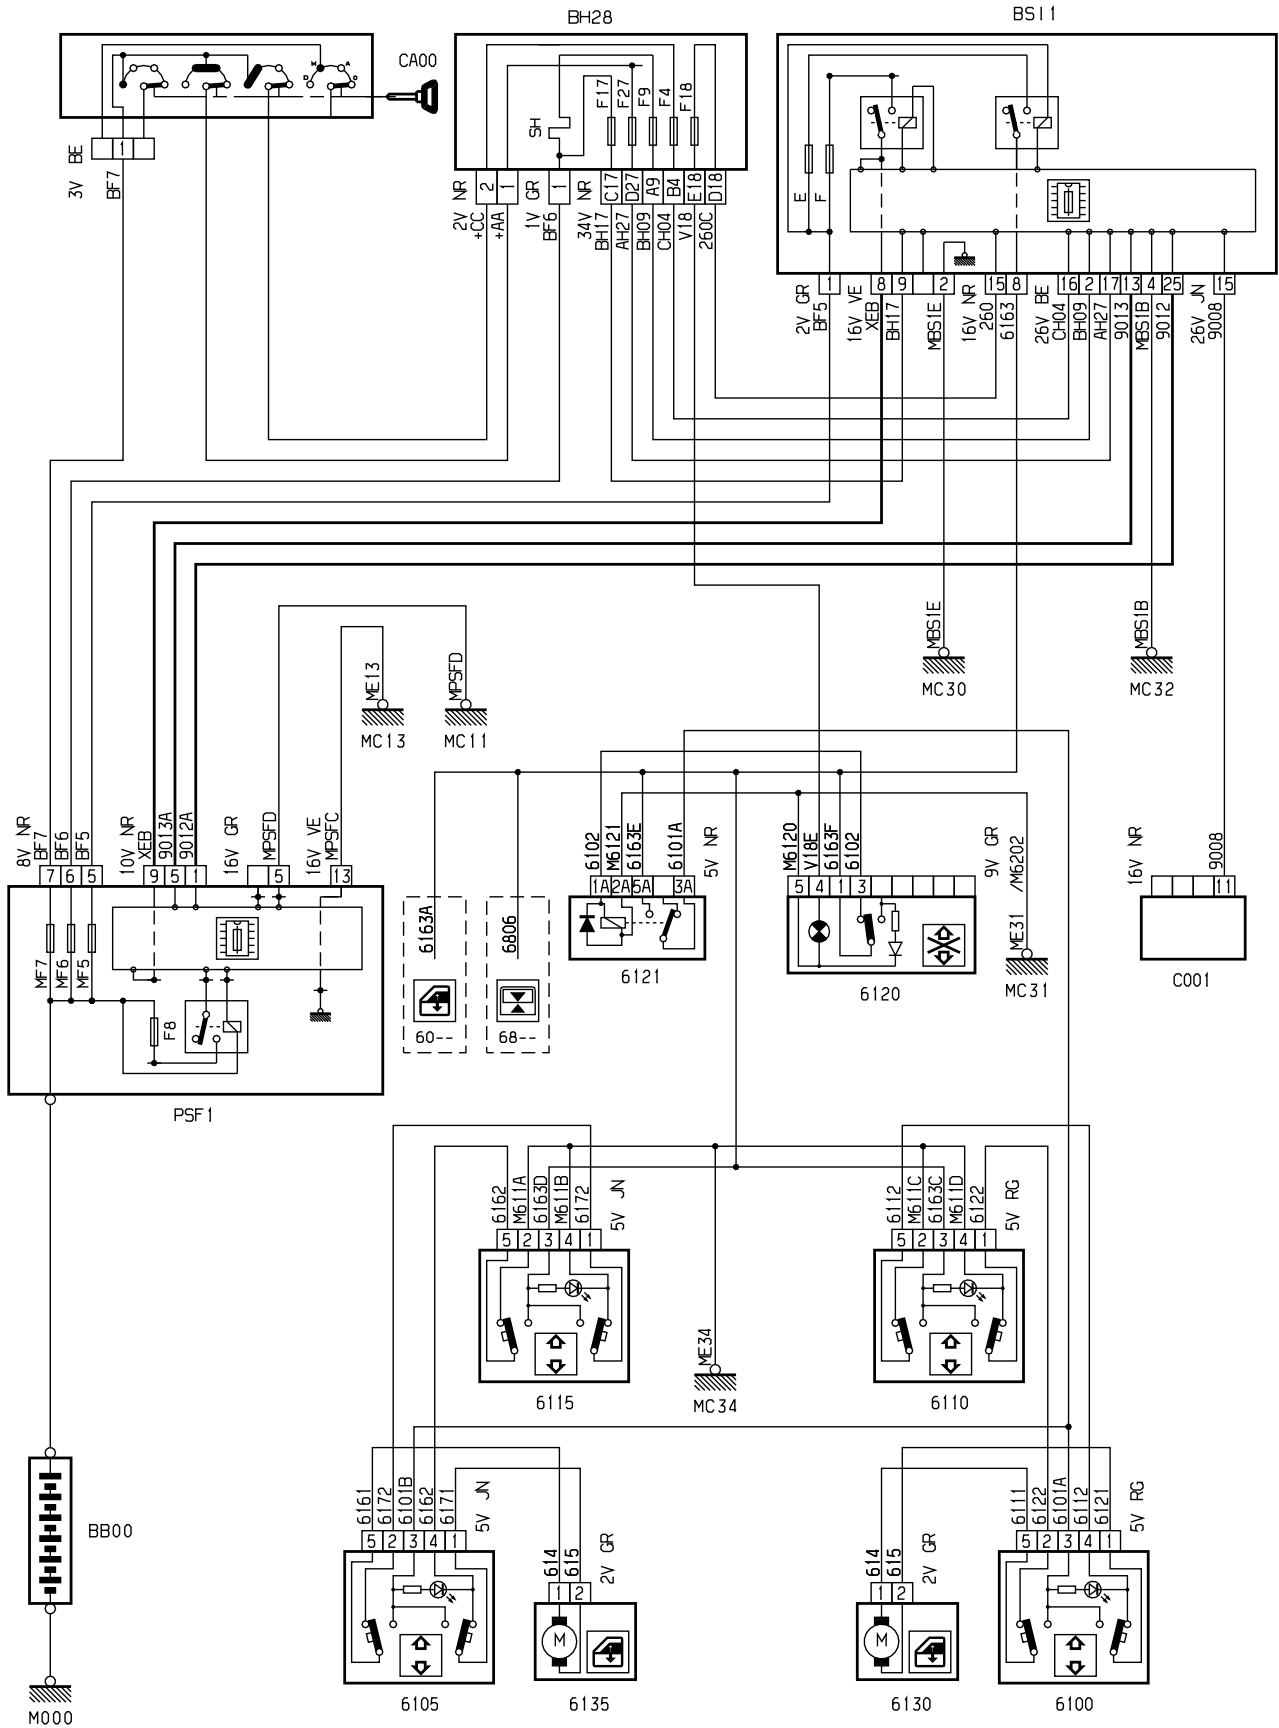 BH28
BSI1
CA00
M A
D D
3V BE
1
BF7
SH
F17
F27
F9
F4
F18
E
F
2 1
1
C17 D27 A9 B4 E18 D18
2V NR
+CC
+AA
1V GR
BF6
34V NR
BH17
AH27
BH09
CH04
V18
260C
1
8 9 2
15 8
16 2 17 13 4 25
15
2V GR
BF5
16V VE
XEB
BH17
MBS1E
16V NR
260
6163
26V BE
CH04
BH09
AH27
9013
MBS1B
9012
26V JN
9008
MBS1E
MC30
MBS1B
MC32
ME13
MC13
MPSFD
MC11
8V NR
BF7
BF6
BF5
10V NR
XEB
9013A
9012A
16V GR
MPSFD
16V VE
MPSFC
7 6 5
9 5 1
5
13
MF7
MF6
MF5
F8
PSF1
6163A
60--
6806
68--
6102
M6121
6163E
6101A
5V NR
1A 2A 5A 3A
6121
M6120
V18E
6163F
6102
9V GR
5 4 1 3
6120
ME31 /M6202
MC31
16V NR
9008
11
C001
6162
M611A
6163D
M611B
6172
5V JN
5 2 3 4 1
6115
ME34
MC34
6112
M611C
6163C
M611D
6122
5V RG
5 2 3 4 1
6110
BB00
M000
6161
6172
6101B
6162
6171
5V JN
5 2 3 4 1
6105
614
615
2V GR
1 2
M
6135
614
615
2V GR
1 2
M
6130
6111
6122
6101A
6112
6121
5V RG
5 2 3 4 1
6100